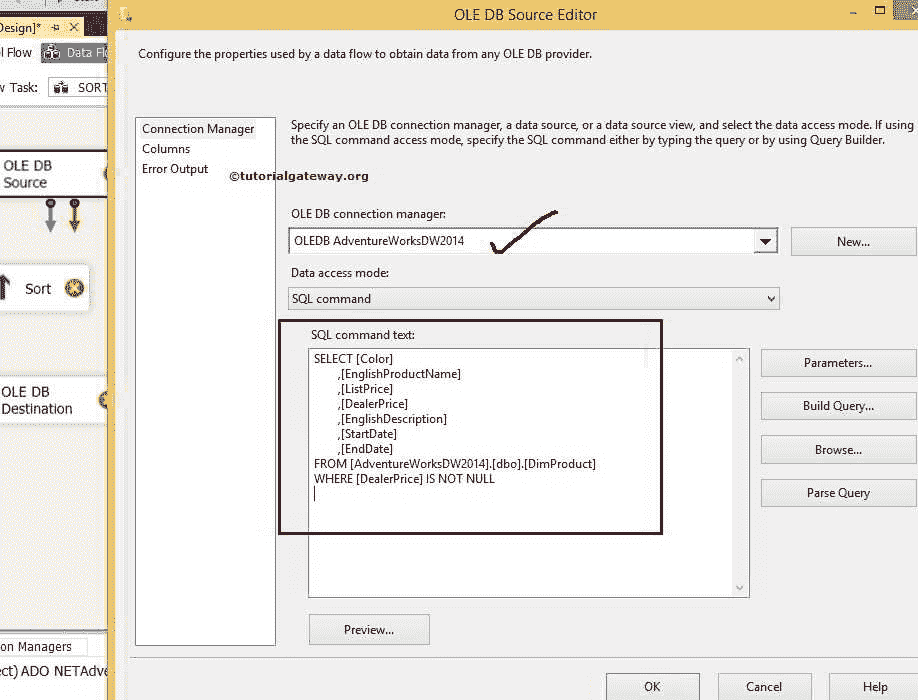 Start
OLE DB Source Editor
Design]*
l Flow
Data Flo
w Task:
SORT
Configure the properties used by a data flow to obtain data from any OLE DB provider.
Connection Manager
Columns
Error Output
©tutorialgateway.org
Specify an OLE DB connection manager, a data source, or a data source view, and select the data access mode. If using
the SQL command access mode, specify the SQL command either by typing the query or by using Query Builder.
OLE DB
Source
OLE DB connection manager:
OLEDB AdventureWorksDW2014
New...
Data access mode:
SQL command
Sort
SQL command text:
SELECT [Color]
,[EnglishProductName]
,[ListPrice]
,[DealerPrice]
,[EnglishDescription]
,[StartDate]
,[EndDate]
FROM [AdventureWorksDW2014].[dbo].[DimProduct]
WHERE [DealerPrice] IS NOT NULL
Parameters...
Build Query...
Browse...
Parse Query
OLE DB
Destination
Preview...
on Managers
ect) ADO NETAdve
OK
Cancel
Help